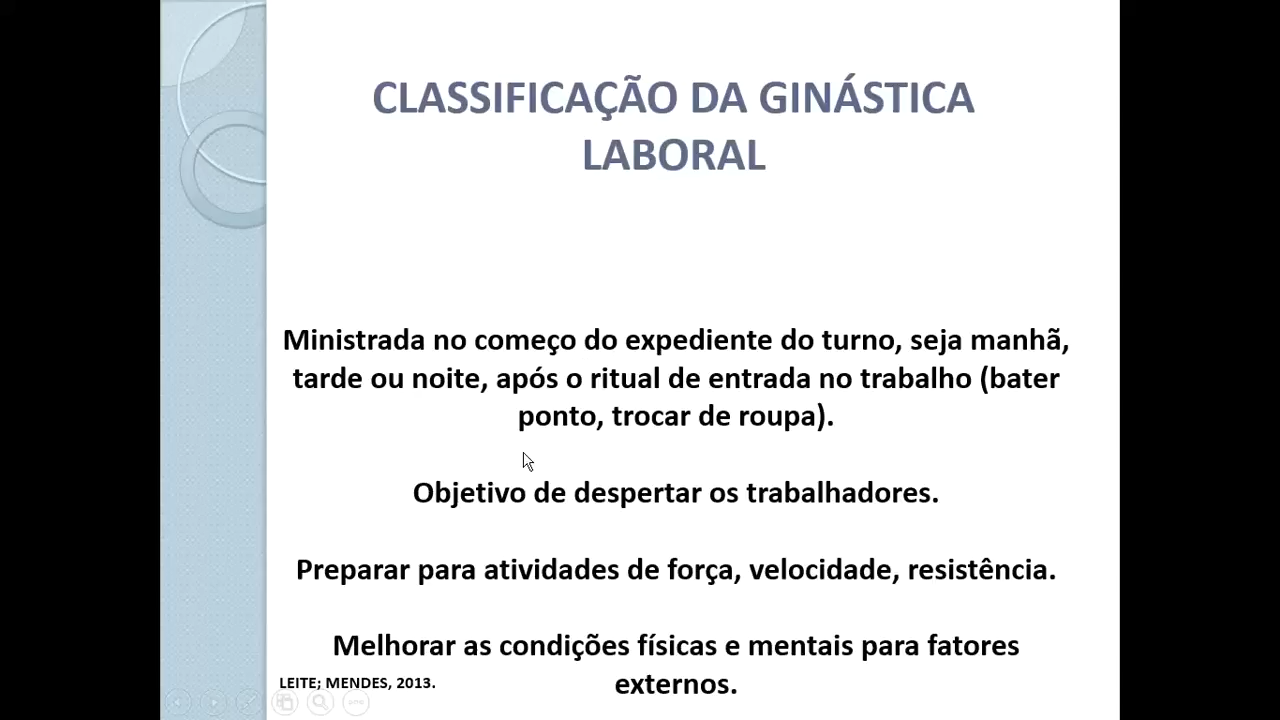 CLASSIFICAÇÃO DA GINÁSTICA
LABORAL
Ministrada no começo do expediente do turno, seja manhã,
tarde ou noite, após o ritual de entrada no trabalho (bater
ponto, trocar de roupa).
Objetivo de despertar os trabalhadores.
Preparar para atividades de força, velocidade, resistência.
Melhorar as condições físicas e mentais para fatores
externos.
LEITE; MENDES, 2013.